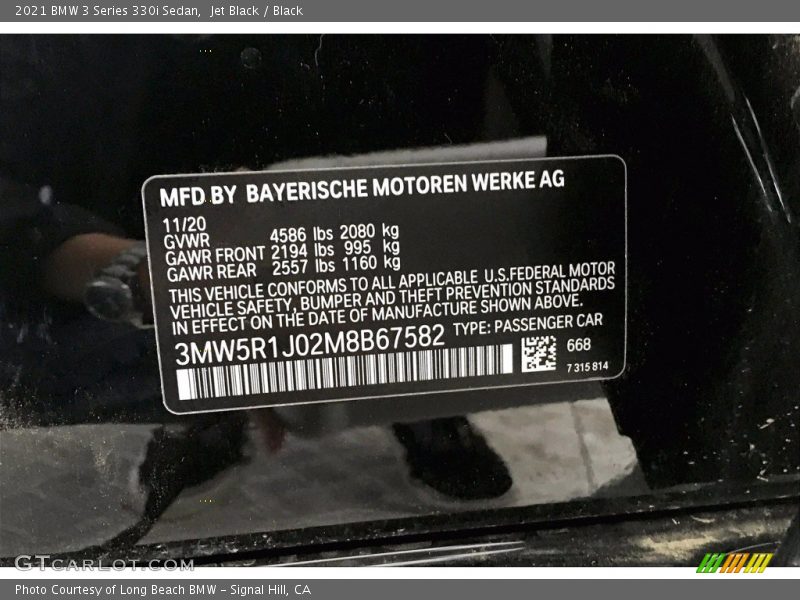 2021 BMW 3 Series 330i Sedan,  Jet Black / Black
MFD BY BAYERISCHE MOTOREN WERKE AG
11/20
GVWR 4586 lbs 2080 kg
GAWR FRONT 2194 lbs 995 kg
GAWR REAR 2557 lbs 1160 kg
THIS VEHICLE CONFORMS TO ALL APPLICABLE U.S.FEDERAL MOTOR
VEHICLE SAFETY, BUMPER AND THEFT PREVENTION STANDARDS
IN EFFECT ON THE DATE OF MANUFACTURE SHOWN ABOVE.
3MW5R1J02M8B67582 TYPE: PASSENGER CAR
668
7 315 814
GTCARLOT.COM
Photo Courtesy of Long Beach BMW - Signal Hill, CA